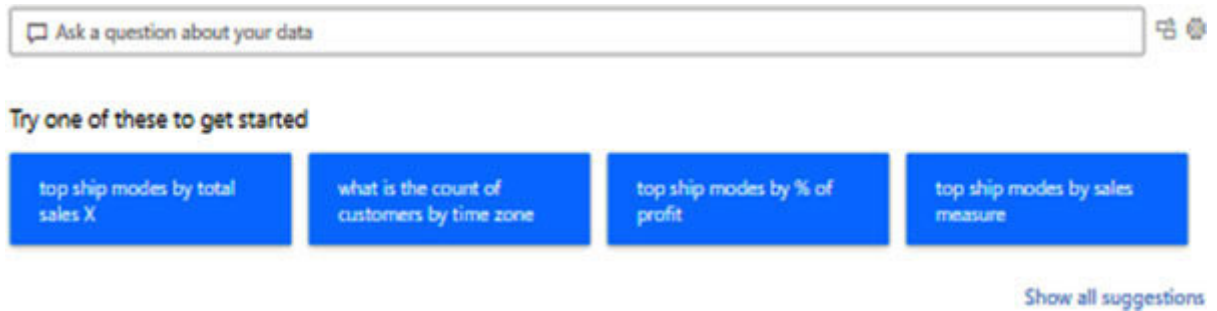 Ask a question about your data
Try one of these to get started
top ship modes by total
sales X
what is the count of
customers by time zone
top ship modes by % of
profit
top ship modes by sales
measure
Show all suggestions